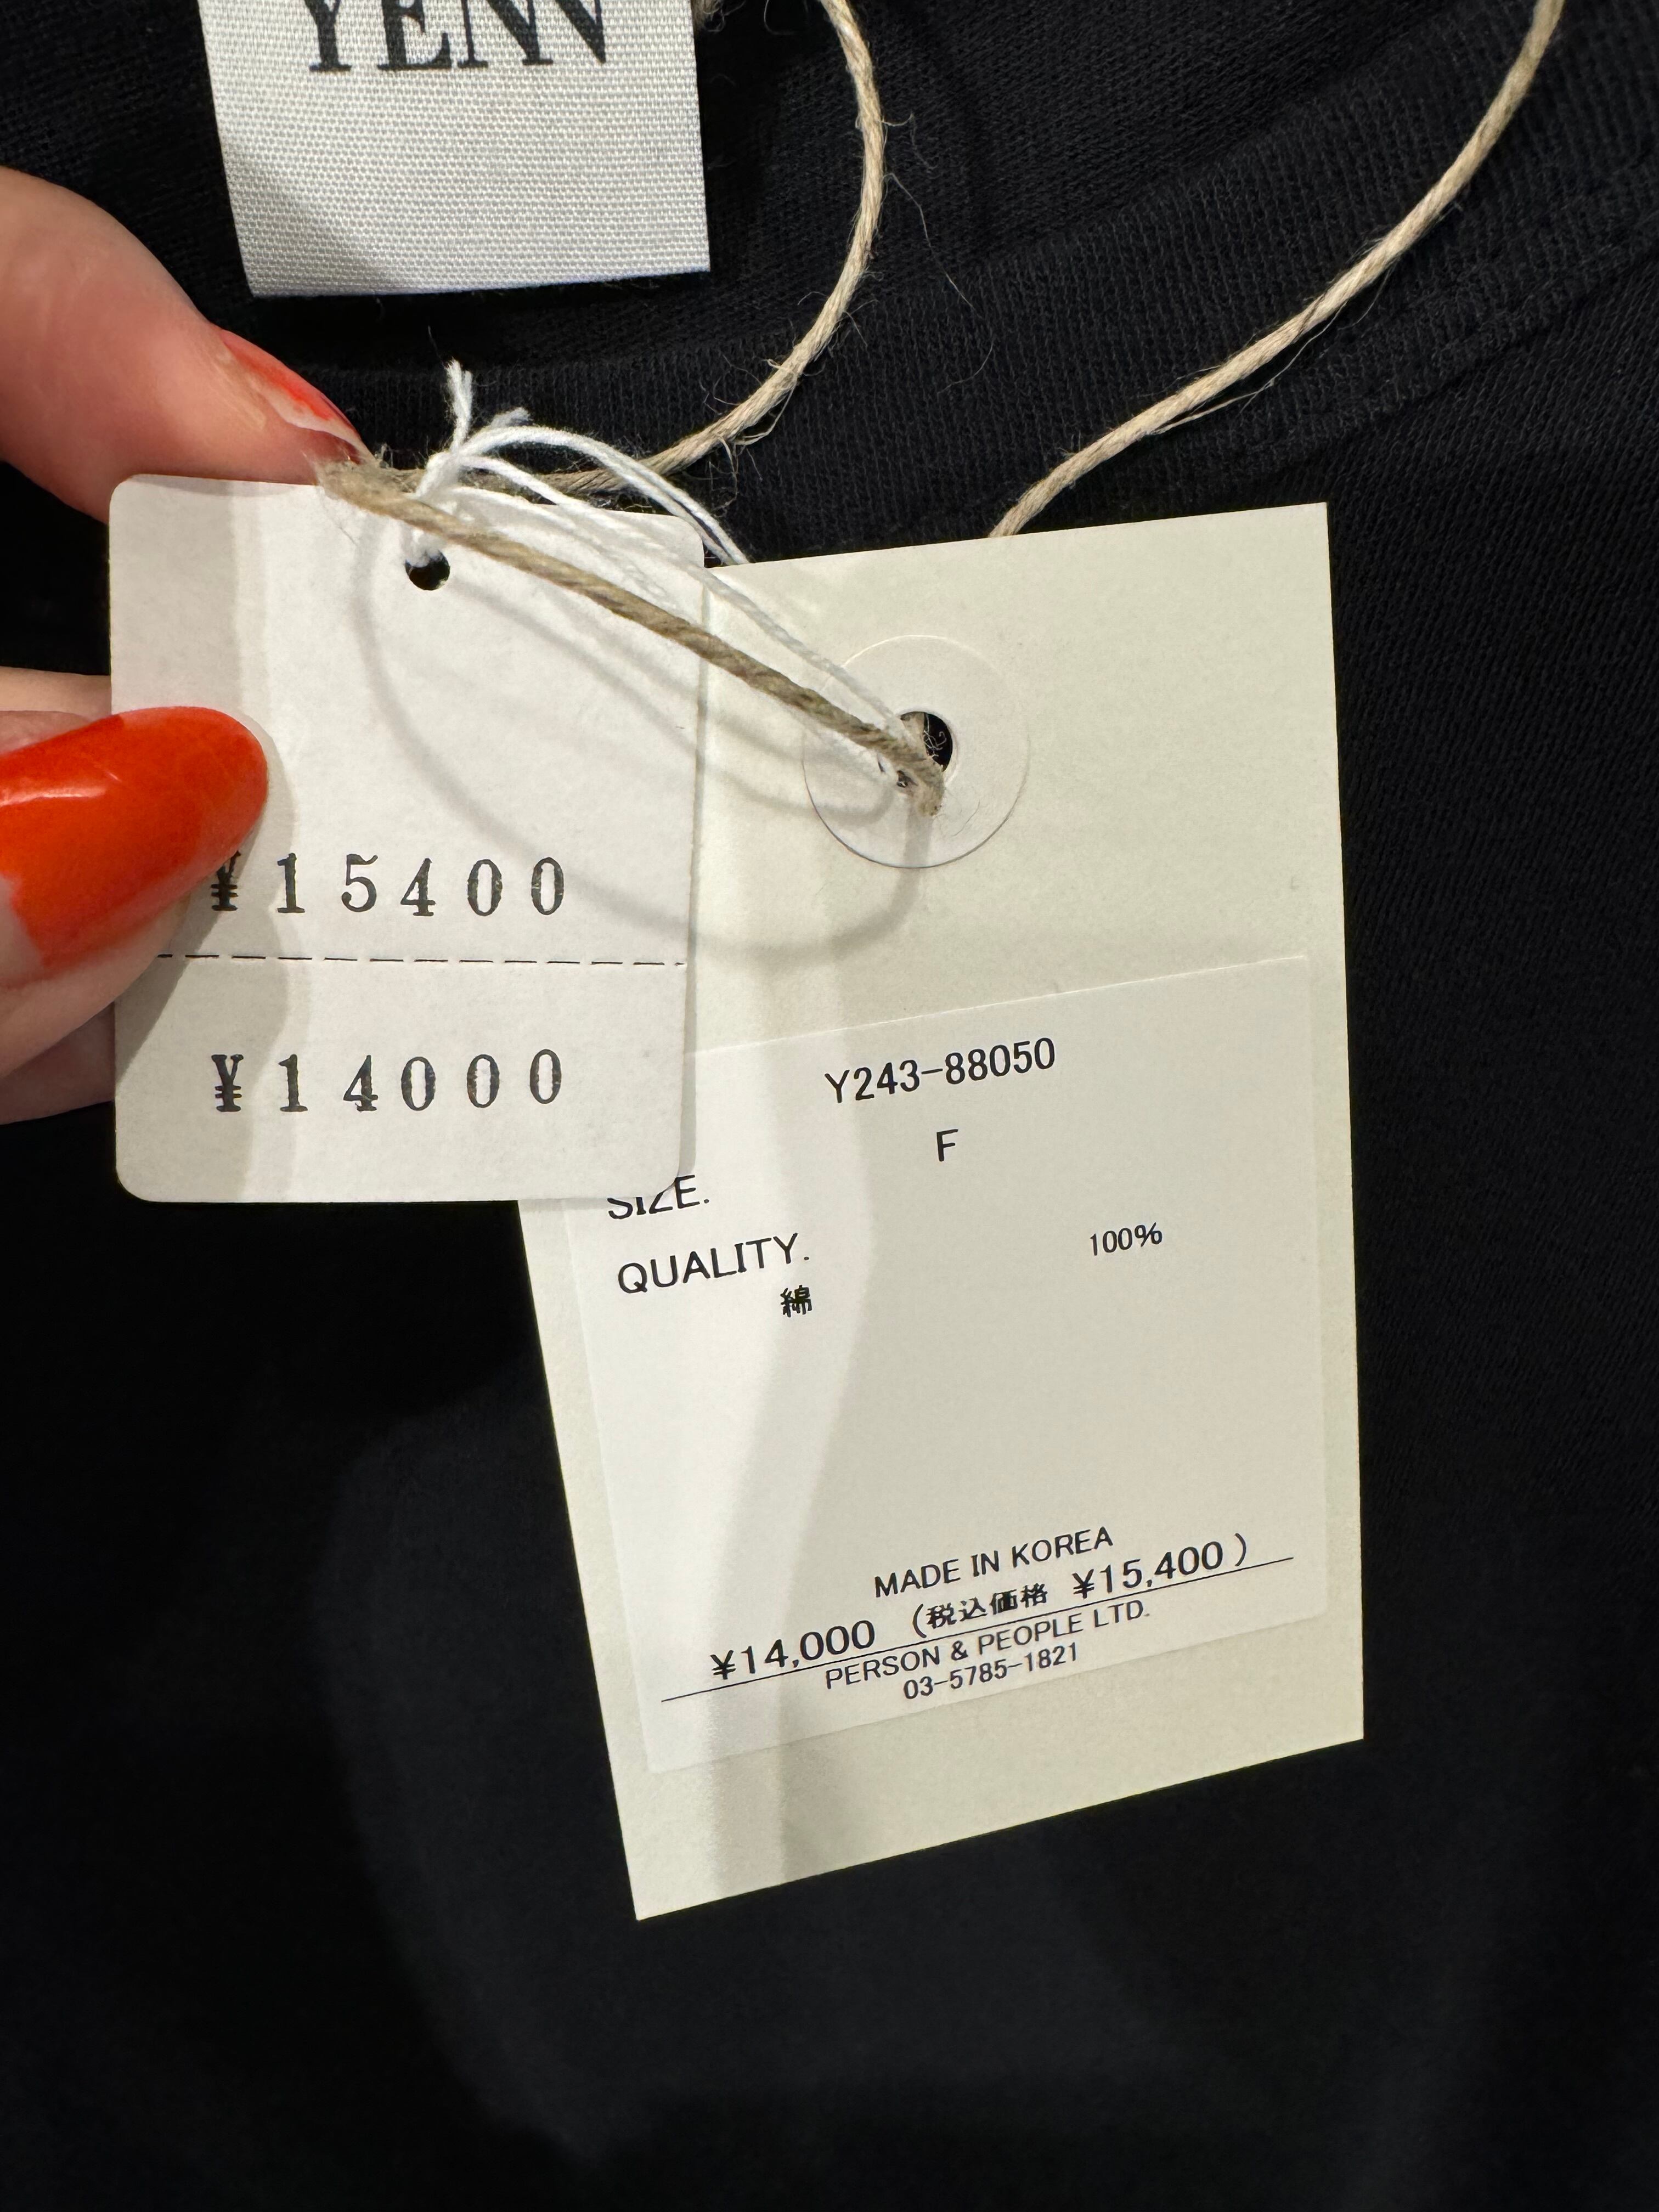 YENN
¥15400
¥14000
Y243-88050
F
SIZE.
QUALITY. 100%
綿
MADE IN KOREA
¥14,000 (税込価格 ¥15,400)
PERSON & PEOPLE LTD.
03-5785-1821